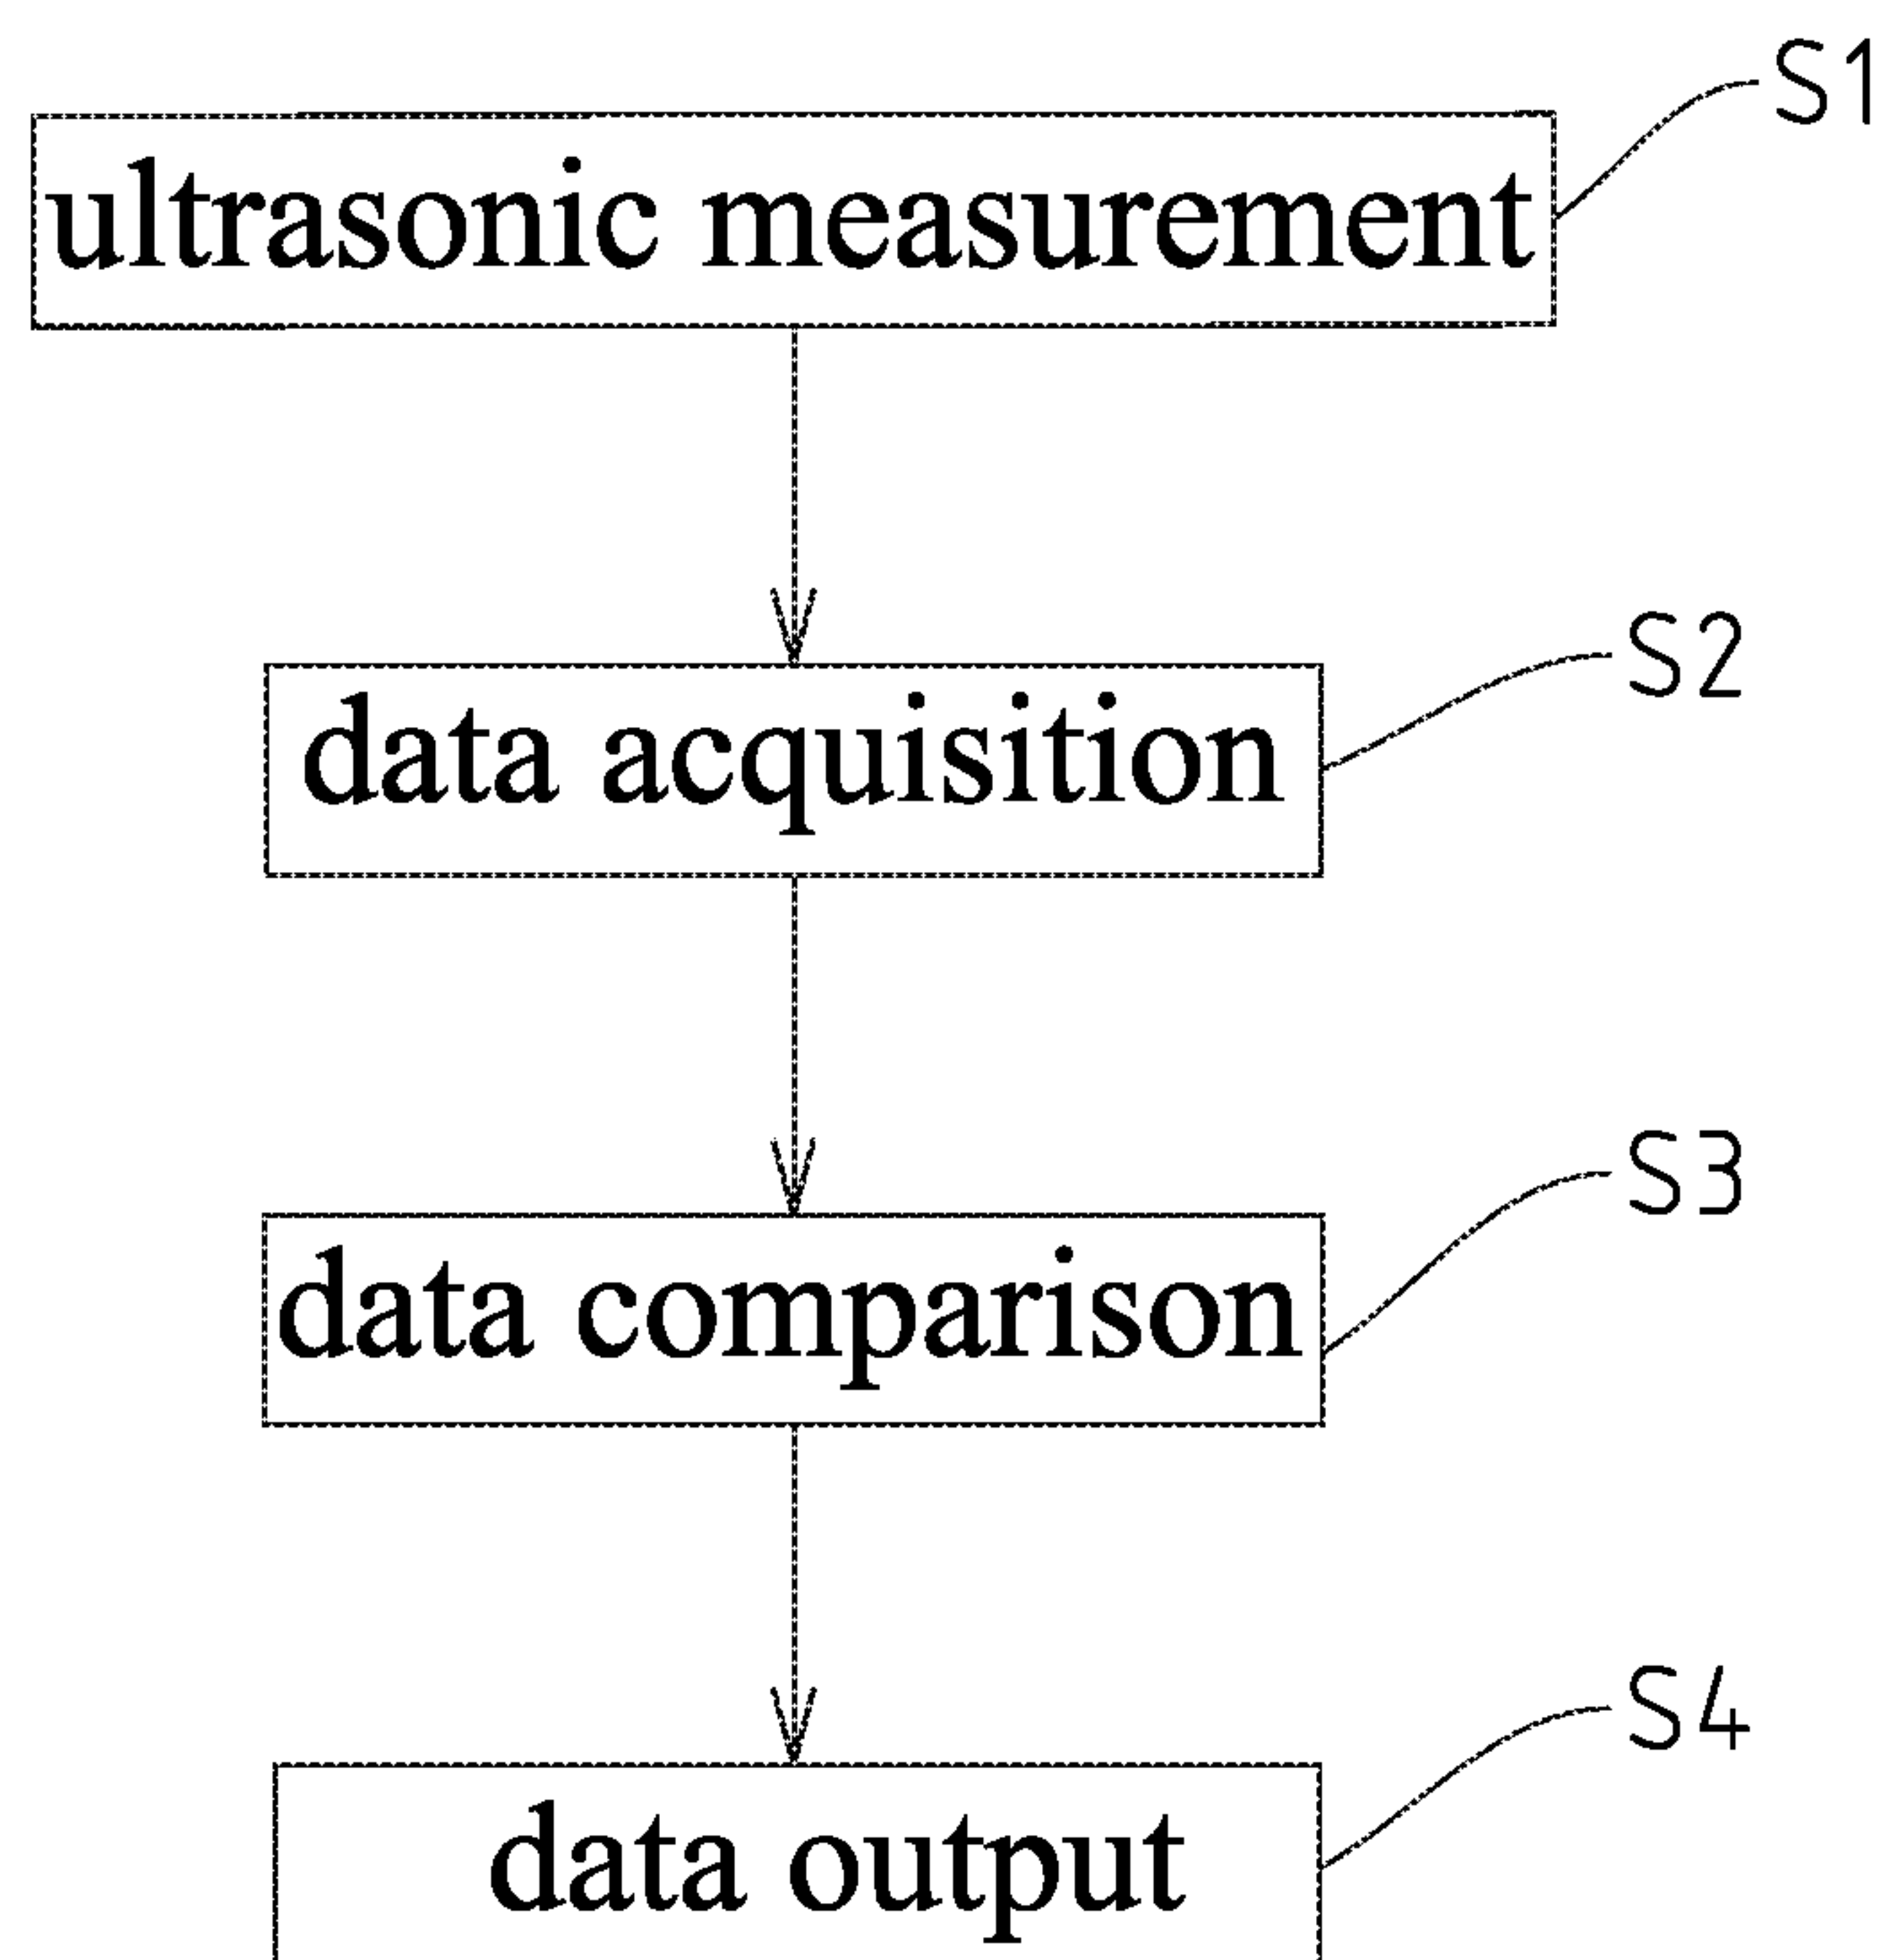 S1
ultrasonic measurement
S2
data acquisition
S3
data comparison
S4
data output